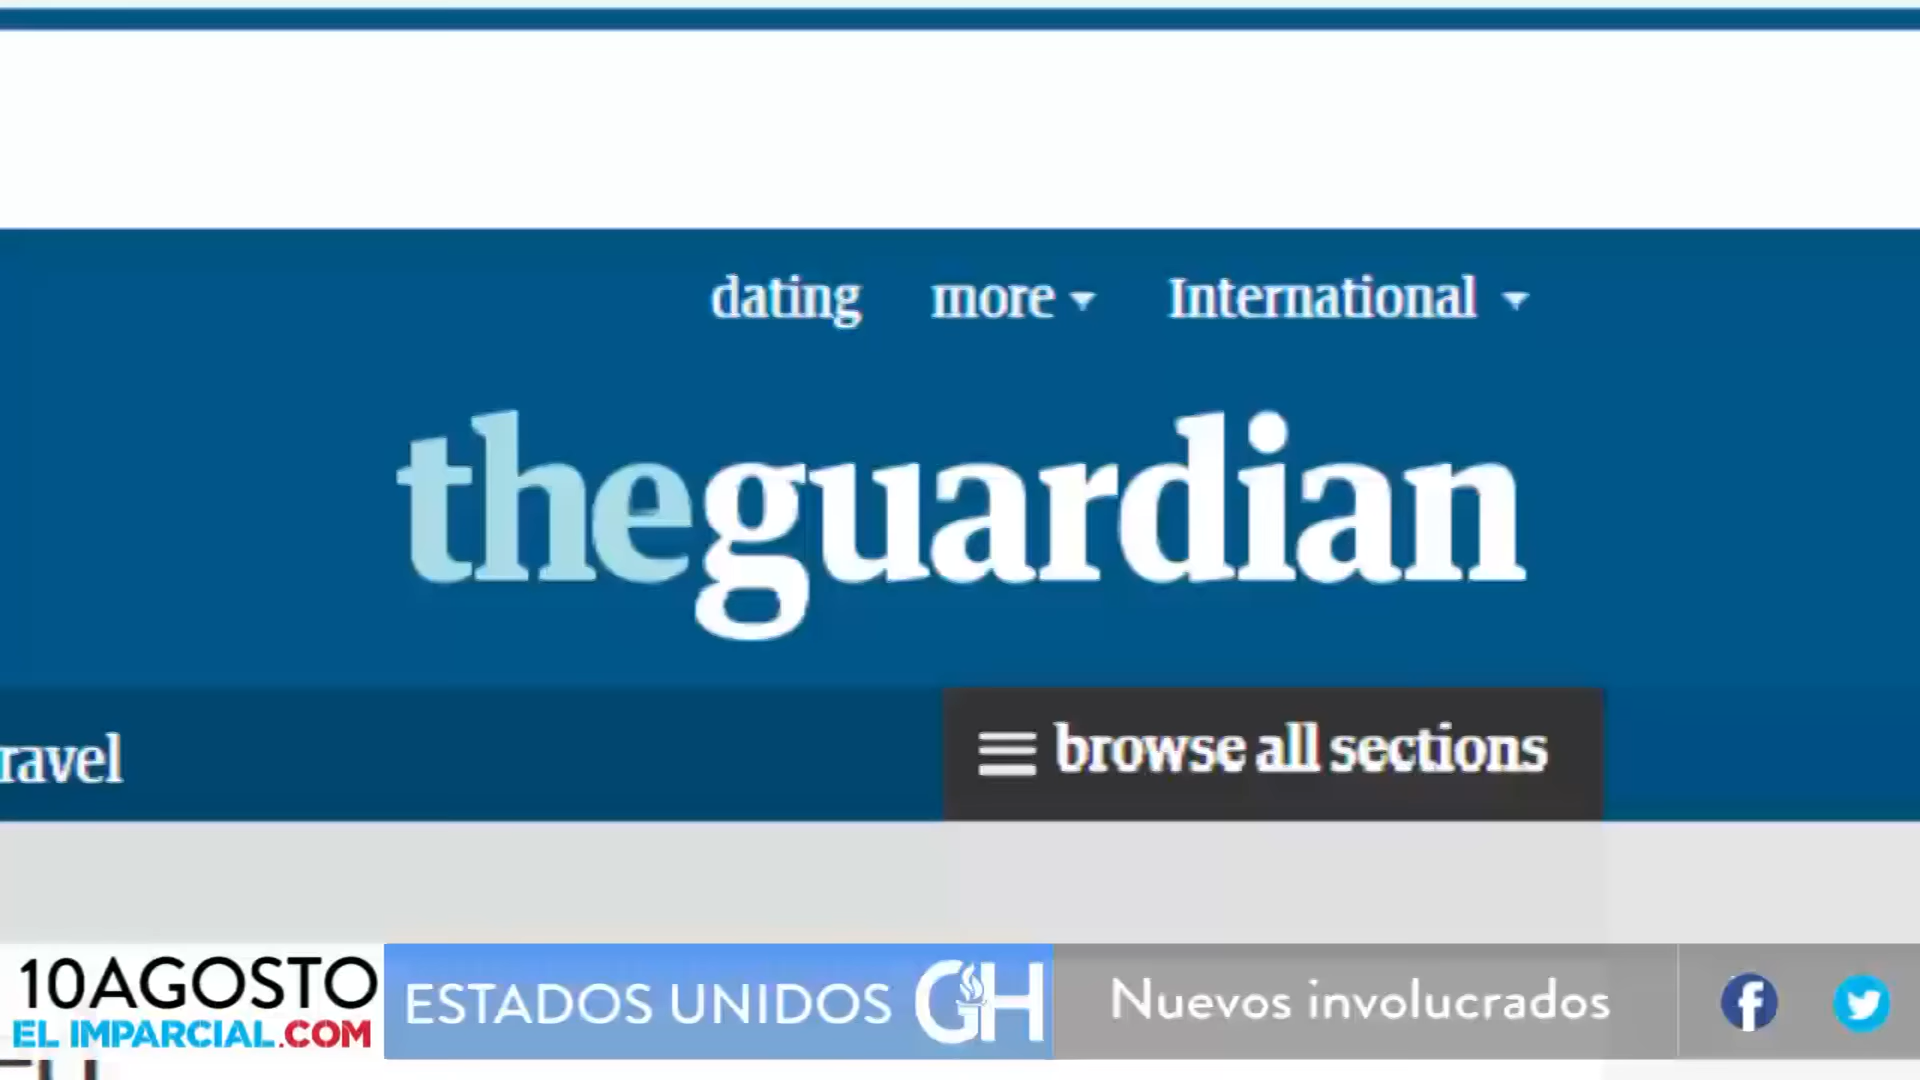 dating more International
theguardian
ravel
browse all sections
10AGOSTO
EL IMPARCIAL.COM
ESTADOS UNIDOS GH
Nuevos involucrados